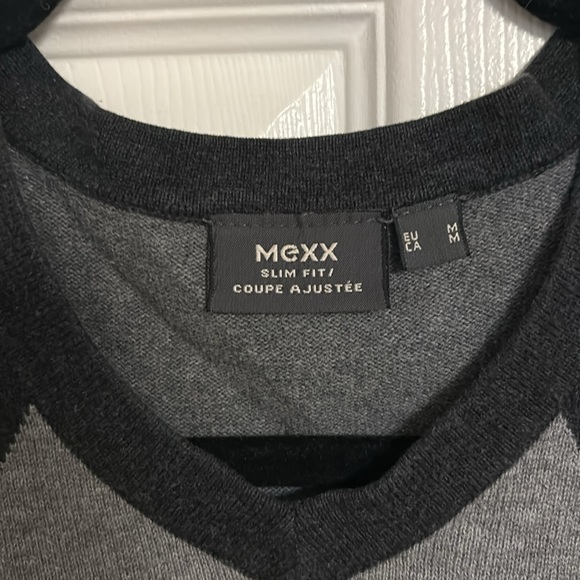 MEXX
SLIM FIT/
COUPE AJUSTÉE
EU M
CA M